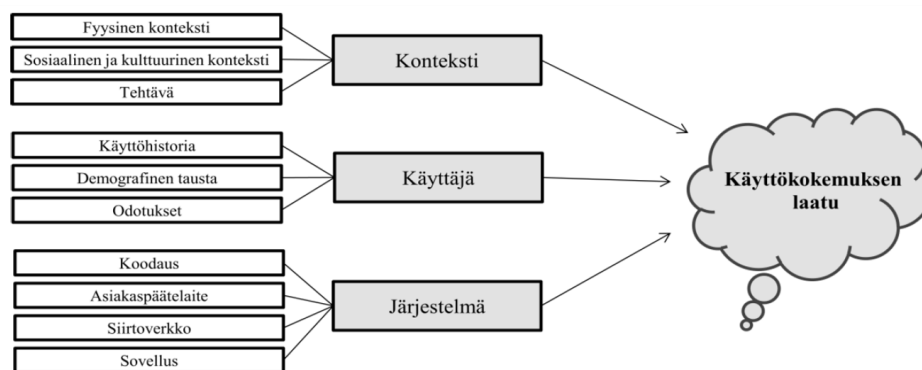 Fyysinen konteksti
Sosiaalinen ja kulttuurinen konteksti
Tehtävä
Konteksti
Käyttöhistoria
Demografinen tausta
Odotukset
Käyttäjä
Koodaus
Asiakaspäätelaite
Siirtoverkko
Sovellus
Järjestelmä
Käyttökokemuksen
laatu